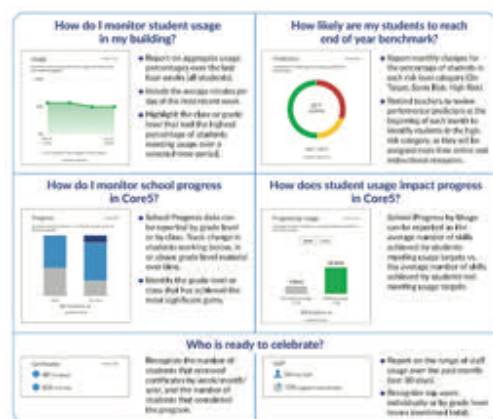 How do I monitor student usage
in my building?
Usage
Report on aggregate usage
percentages over the last
four weeks (all students).
Include the average minutes per
day of the most recent week.
Highlight the class or grade
level that had the highest
percentage of students
meeting usage over a
selected time period.
How likely are my students to reach
end of year benchmark?
Report monthly changes for
the percentage of students
in each risk level category (On
Target, Some Risk, High Risk).
Remind teachers to review
performance predictors at the
beginning of each month to
identify students in the high
risk category, as they will be
assigned more time online and
instructional resources.
How do I monitor school progress
in Core5?
Progress
School Progress data can
be reported by grade level
or by class. Track change in
students working below, in
or above grade level material
over time.
Identify the grade level or
class that has achieved the
most significant gains.
How does student usage impact progress
in Core5?
School Progress by Usage
can be reported as the
average number of skills
achieved by students
meeting usage targets vs.
the average number of skills
achieved by students not
meeting usage targets.
Who is ready to celebrate?
Certificates
Recognize the number of
students that received
certificates by week/month/
year, and the number of
students that completed
the program.
Staff
Report on the range of staff
usage over the past month
(last 30 days).
Recognize top users
individually or by grade level